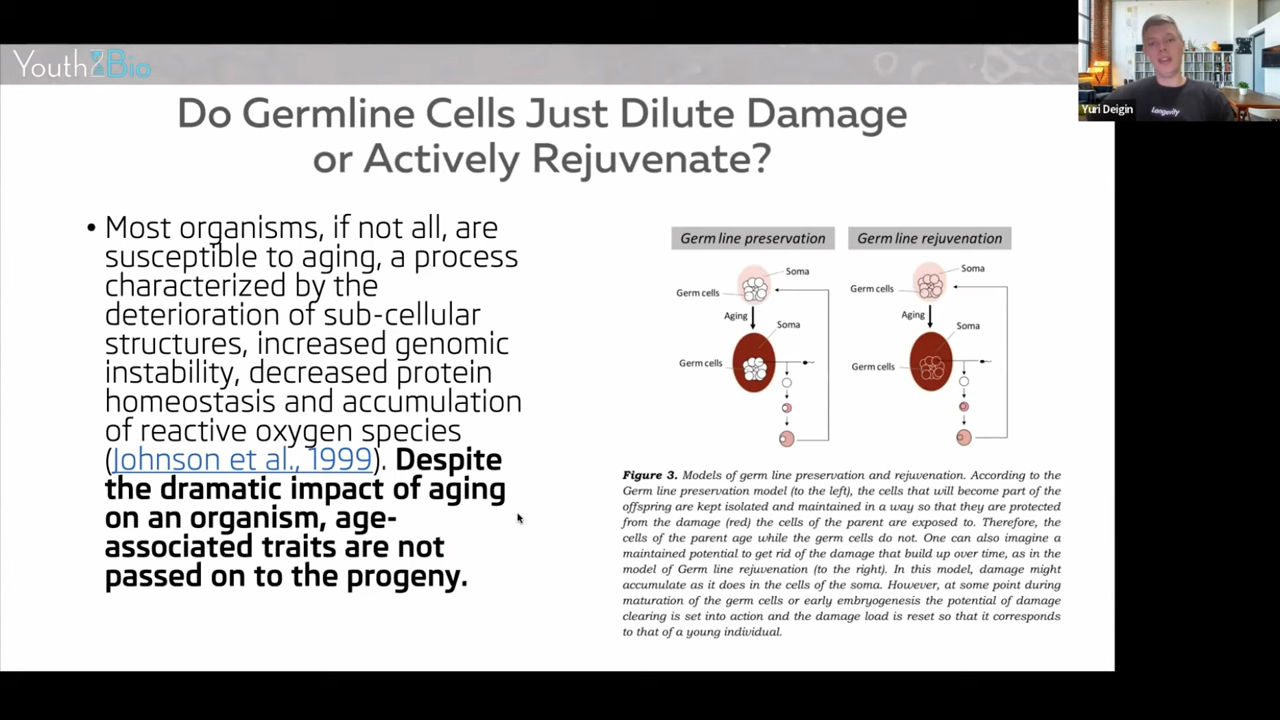 YouthBio
Yuri Deigin
Longevity
Do Germline Cells Just Dilute Damage
or Actively Rejuvenate?
• Most organisms, if not all, are
susceptible to aging, a process
characterized by the
deterioration of sub-cellular
structures, increased genomic
instability, decreased protein
homeostasis and accumulation
of reactive oxygen species
(Johnson et al., 1999). Despite
the dramatic impact of aging
on an organism, age-
associated traits are not
passed on to the progeny.
Germ line preservation
Soma
Germ cells
Aging
Soma
Germ cells
Germ line rejuvenation
Soma
Germ cells
Aging
Soma
Germ cells
Figure 3. Models of germ line preservation and rejuvenation. According to the
Germ line preservation model (to the left), the cells that will become part of the
offspring are kept isolated and maintained in a way so that they are protected
from the damage (red) the cells of the parent are exposed to. Therefore, the
cells of the parent age while the germ cells do not. One can also imagine a
maintained potential to get rid of the damage that build up over time, as in the
model of Germ line rejuvenation (to the right). In this model, damage might
accumulate as it does in the cells of the soma. However, at some point during
maturation of the germ cells or early embryogenesis the potential of damage
clearing is set into action and the damage load is reset so that it corresponds
to that of a young individual.